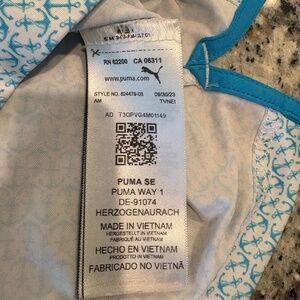 RN 62200 CA 06311
www.puma.com
STYLE NO. 624479-03 09/30/23
AM TVNEI
AD T3GPVG4M01149
PUMA SE
PUMA WAY 1
DE-91074
HERZOGENAURACH
MADE IN VIETNAM
HERGESTELLT IN VIETNAM
FABRIQUÉ AU VIETNAM
HECHO EN VIETNAM
PRODOTTO IN VIETNAM
FABRICADO NO VIETNÃ